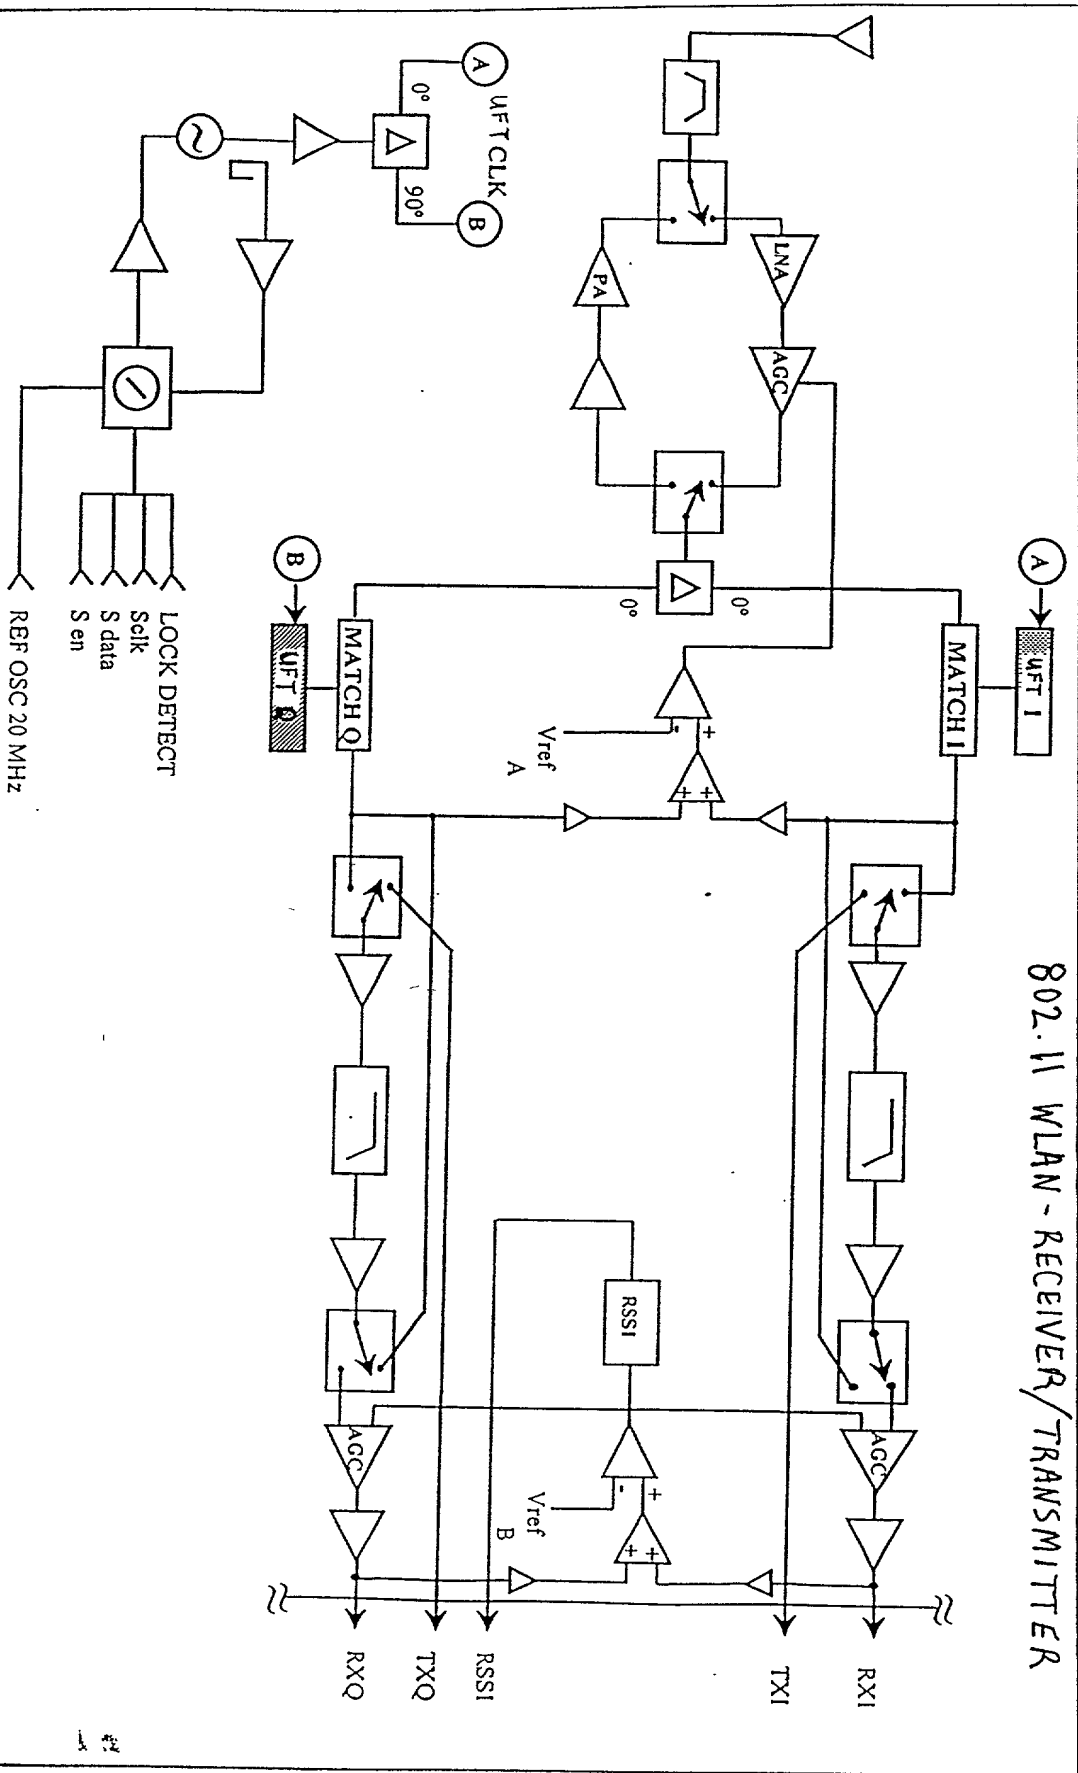 802.11 WLAN - RECEIVER/TRANSMITTER
A
UFT I
MATCH I
0°
0°
LNA
AGC
PA
+
-
Vref
A
+
+
A
UFT CLK
0°
90°
B
B
UFT Q
MATCH Q
LOCK DETECT
Sclk
S data
S en
REF OSC 20 MHz
RSSI
AGC
AGC
+
-
Vref
B
+
+
RXI
TXI
RSSI
TXQ
RXQ